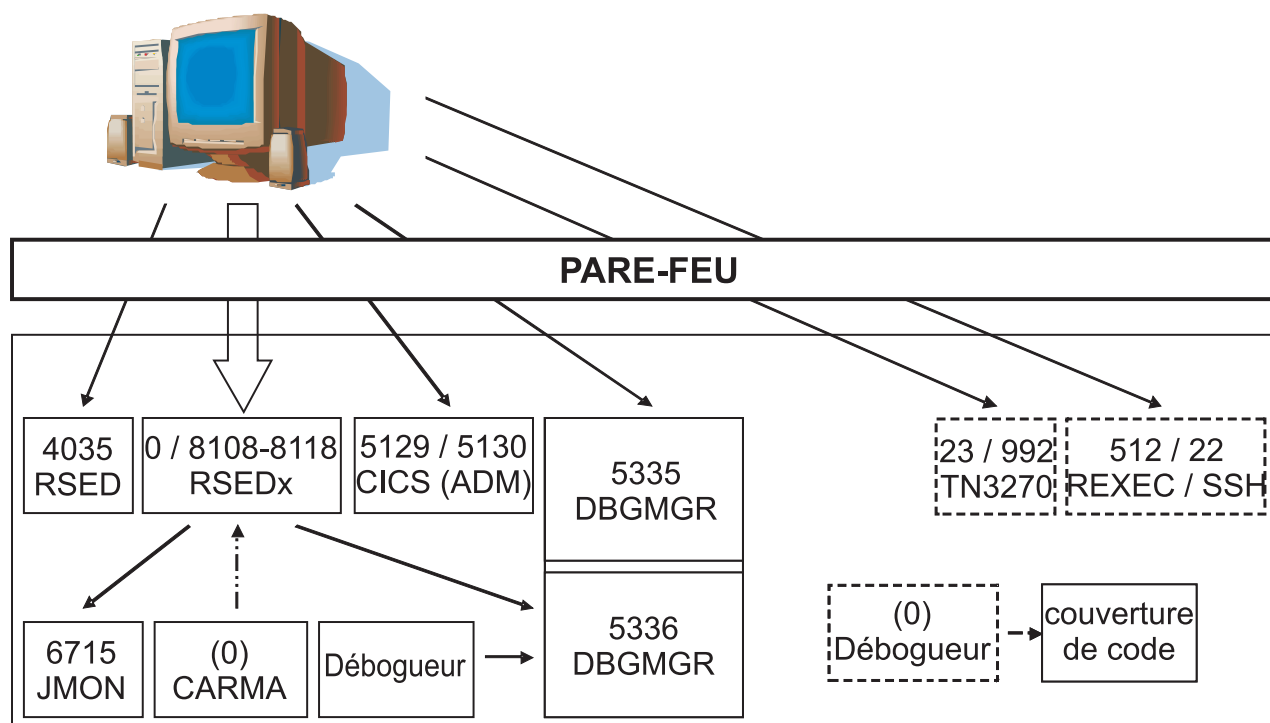 PARE-FEU
4035
RSED
0 / 8108-8118
RSEDx
5129 / 5130
CICS (ADM)
5335
DBGMGR
23 / 992
TN3270
512 / 22
REXEC / SSH
6715
JMON
(0)
CARMA
Débogueur
5336
DBGMGR
(0)
Débogueur
couverture
de code